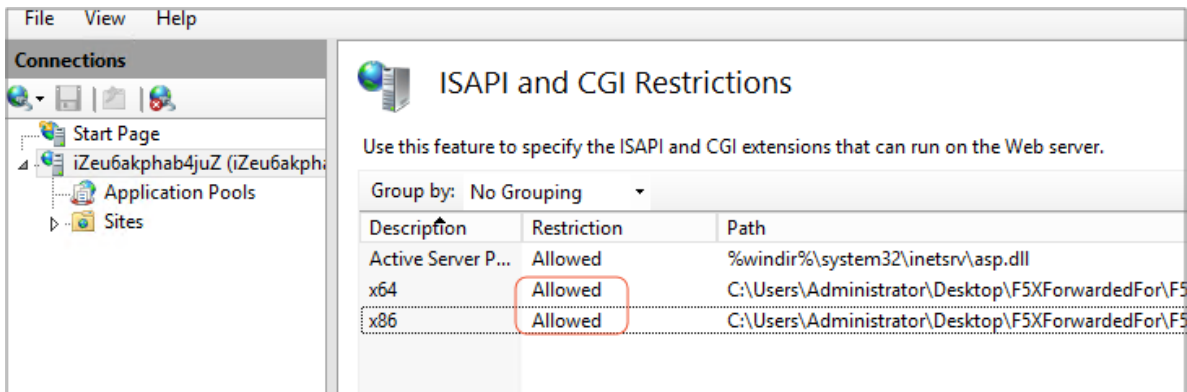 File View Help
Connections
Start Page
iZeu6akphab4juZ (iZeu6akpha
Application Pools
Sites
ISAPI and CGI Restrictions
Use this feature to specify the ISAPI and CGI extensions that can run on the Web server.
Group by: No Grouping
Description Restriction Path
Active Server P... Allowed %windir%\system32\inetsrv\asp.dll
x64 Allowed C:\Users\Administrator\Desktop\F5XForwardedFor\F5
x86 Allowed C:\Users\Administrator\Desktop\F5XForwardedFor\F5